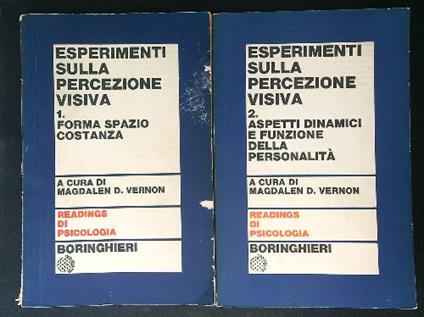 ESPERIMENTI
SULLA
PERCEZIONE
VISIVA
1.
FORMA SPAZIO
COSTANZA
A CURA DI
MAGDALEN D. VERNON
READINGS
DI
PSICOLOGIA
BORINGHIERI
ESPERIMENTI
SULLA
PERCEZIONE
VISIVA
2.
ASPETTI DINAMICI
E FUNZIONE
DELLA
PERSONALITÀ
A CURA DI
MAGDALEN D. VERNON
READINGS
DI
PSICOLOGIA
BORINGHIERI